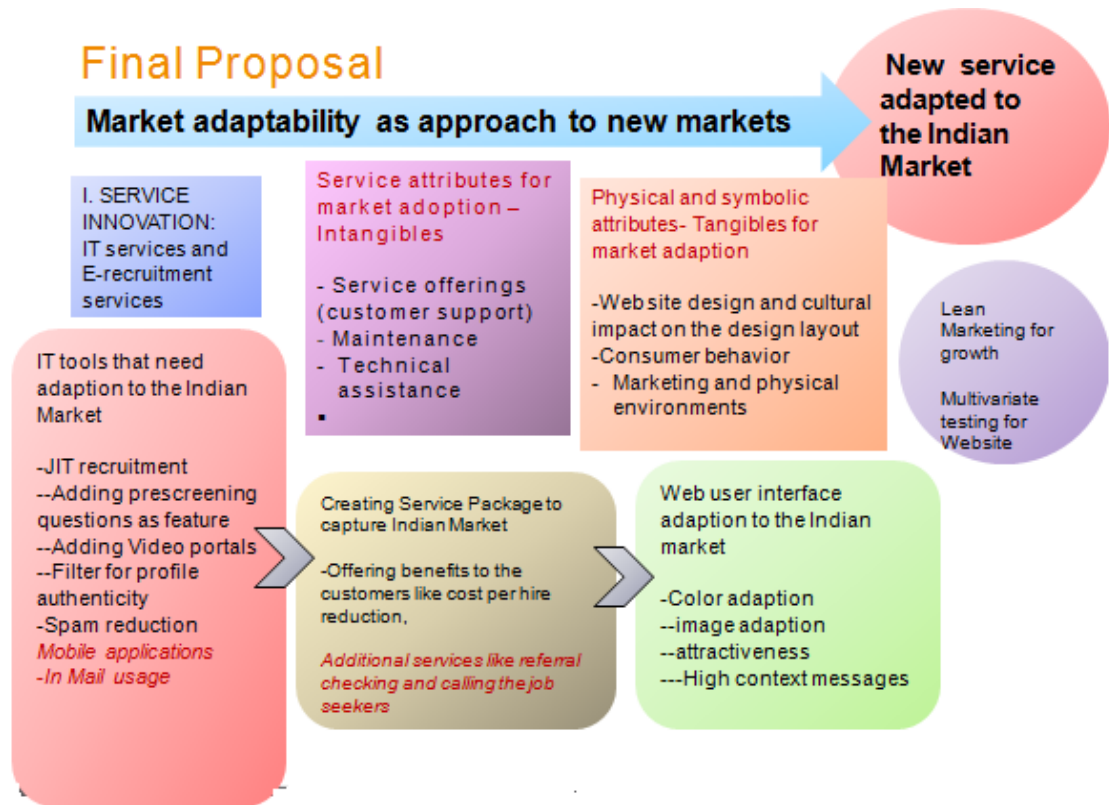 Final Proposal
Market adaptability as approach to new markets
New service
adapted to
the Indian
Market
I. SERVICE
INNOVATION:
IT services and
E-recruitment
services
Service attributes for
market adoption –
Intangibles
- Service offerings
(customer support)
- Maintenance
- Technical
assistance
▪
Physical and symbolic
attributes- Tangibles for
market adaption
-Web site design and cultural
impact on the design layout
-Consumer behavior
- Marketing and physical
environments
Lean
Marketing for
growth
Multivariate
testing for
Website
IT tools that need
adaption to the Indian
Market
-JIT recruitment
--Adding prescreening
questions as feature
--Adding Video portals
--Filter for profile
authenticity
-Spam reduction
Mobile applications
-In Mail usage
Creating Service Package to
capture Indian Market
-Offering benefits to the
customers like cost per hire
reduction,
Additional services like referral
checking and calling the job
seekers
Web user interface
adaption to the Indian
market
-Color adaption
--image adaption
--attractiveness
---High context messages